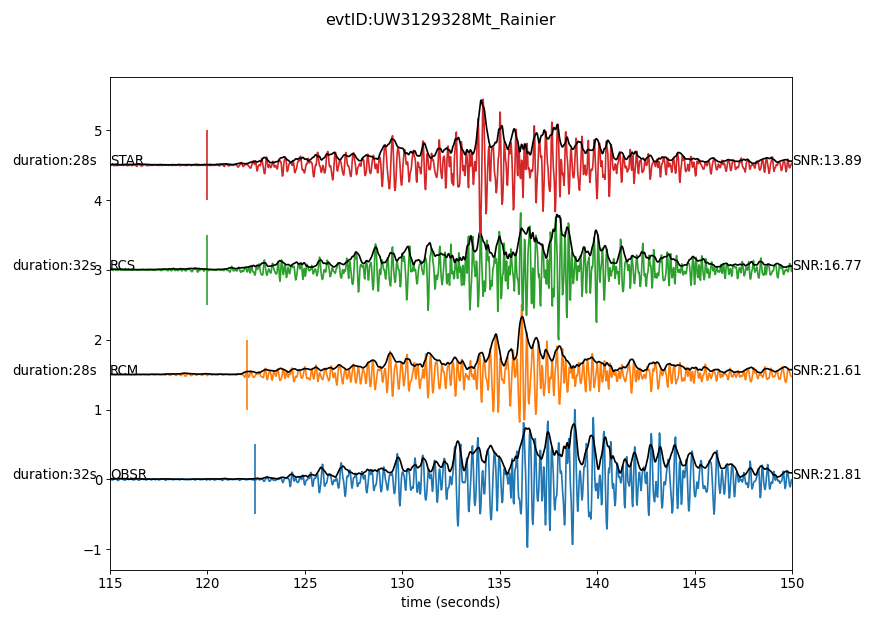 evtID:UW3129328Mt_Rainier
5
duration:28s STAR SNR:13.89
4
duration:32s 3 RCS SNR:16.77
2
duration:28s RCM SNR:21.61
1
duration:32s 0 OBSR SNR:21.81
−1
115 120 125 130 135 140 145 150
time (seconds)